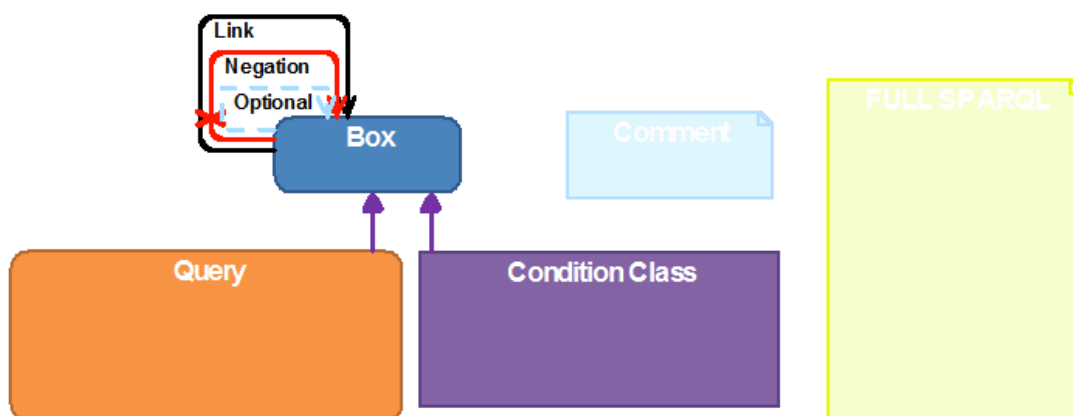 Link
Negation
Optional
Box
Comment
FULL SPARQL
Query
Condition Class